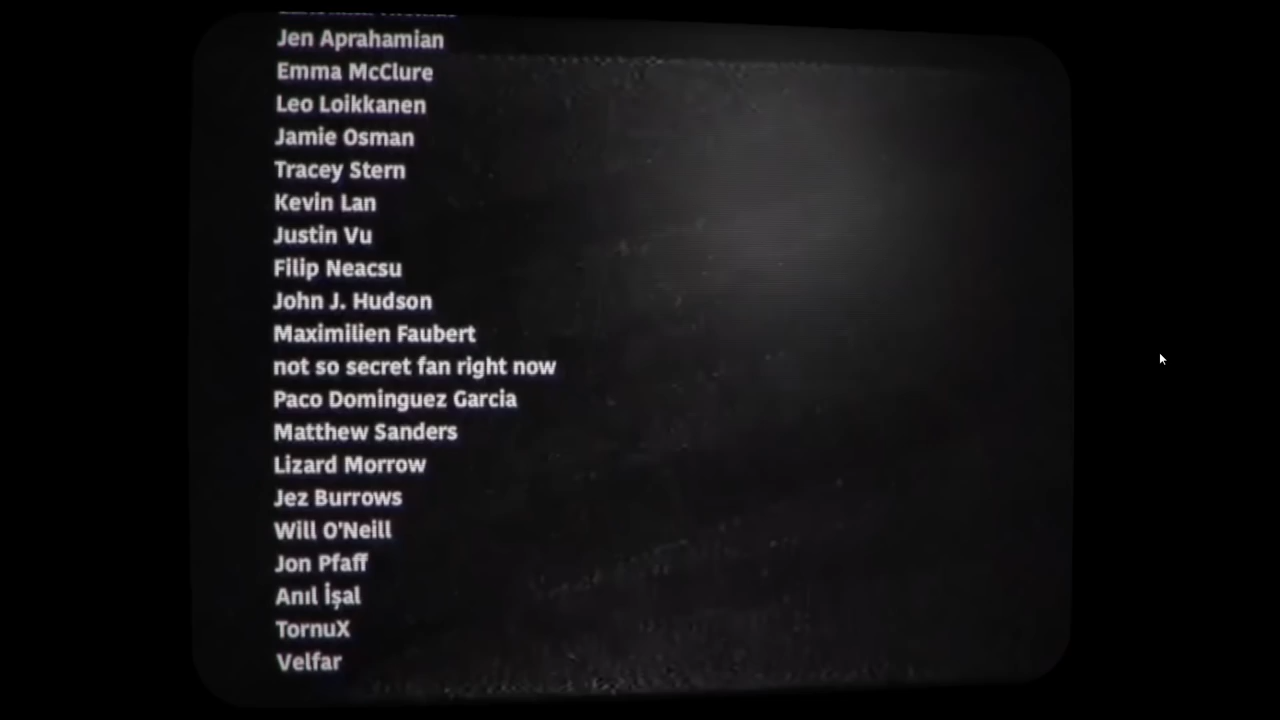 Jen Aprahamian
Emma McClure
Leo Loikkanen
Jamie Osman
Tracey Stern
Kevin Lan
Justin Vu
Filip Neacsu
John J. Hudson
Maximilien Faubert
not so secret fan right now
Paco Dominguez Garcia
Matthew Sanders
Lizard Morrow
Jez Burrows
Will O'Neill
Jon Pfaff
Anıl İşal
TornuX
Velfar